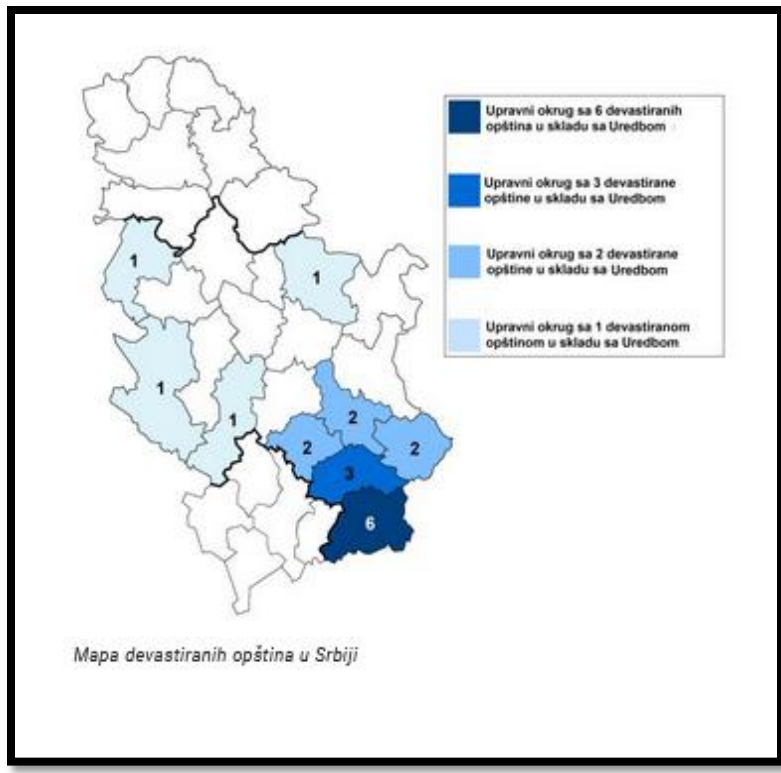 Upravni okrug sa 6 devastiranih
opština u skladu sa Uredbom
Upravni okrug sa 3 devastirane
opštine u skladu sa Uredbom
Upravni okrug sa 2 devastirane
opštine u skladu sa Uredbom
Upravni okrug sa 1 devastiranom
opštinom u skladu sa Uredbom
1
1
1
1
2
2
2
3
6
Mapa devastiranih opština u Srbiji